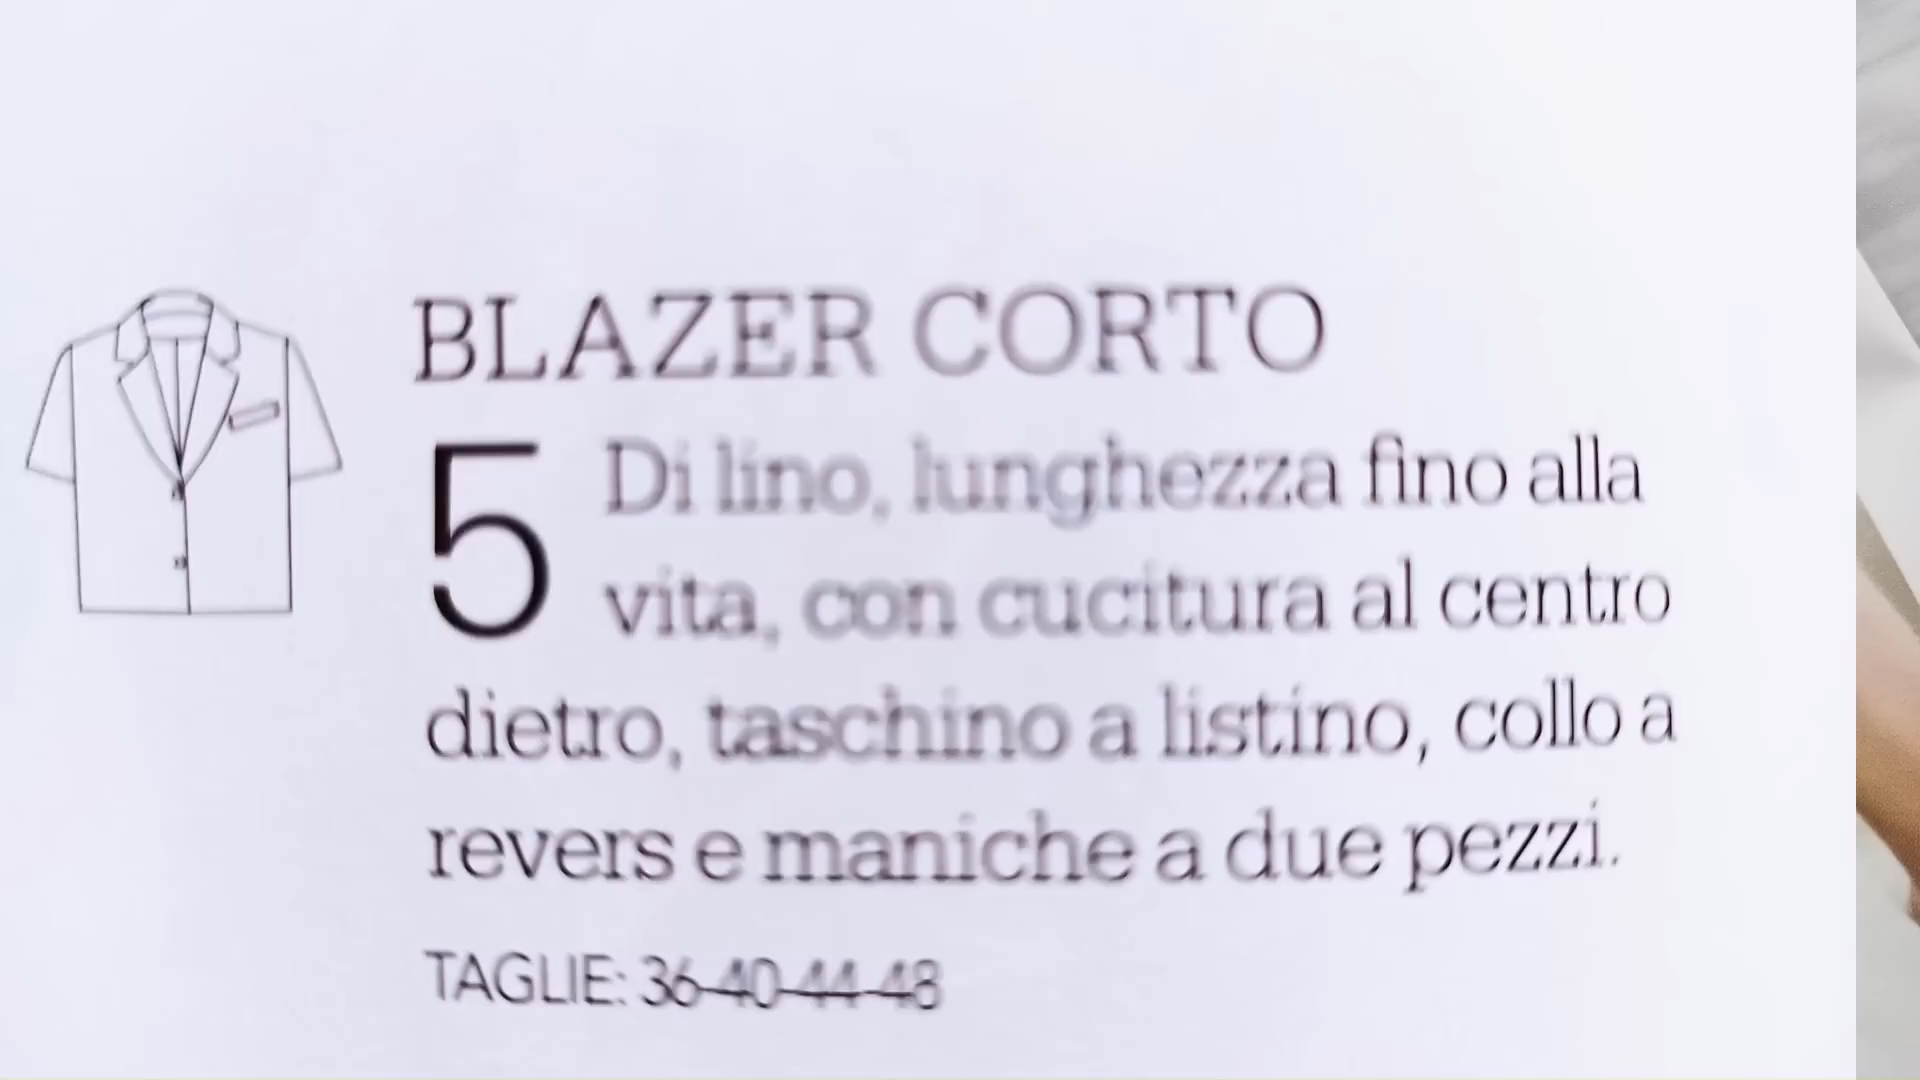 BLAZER CORTO
5 Di lino, lunghezza fino alla
vita, con cucitura al centro
dietro, taschino a listino, collo a
revers e maniche a due pezzi.
TAGLIE: 36-40-44-48